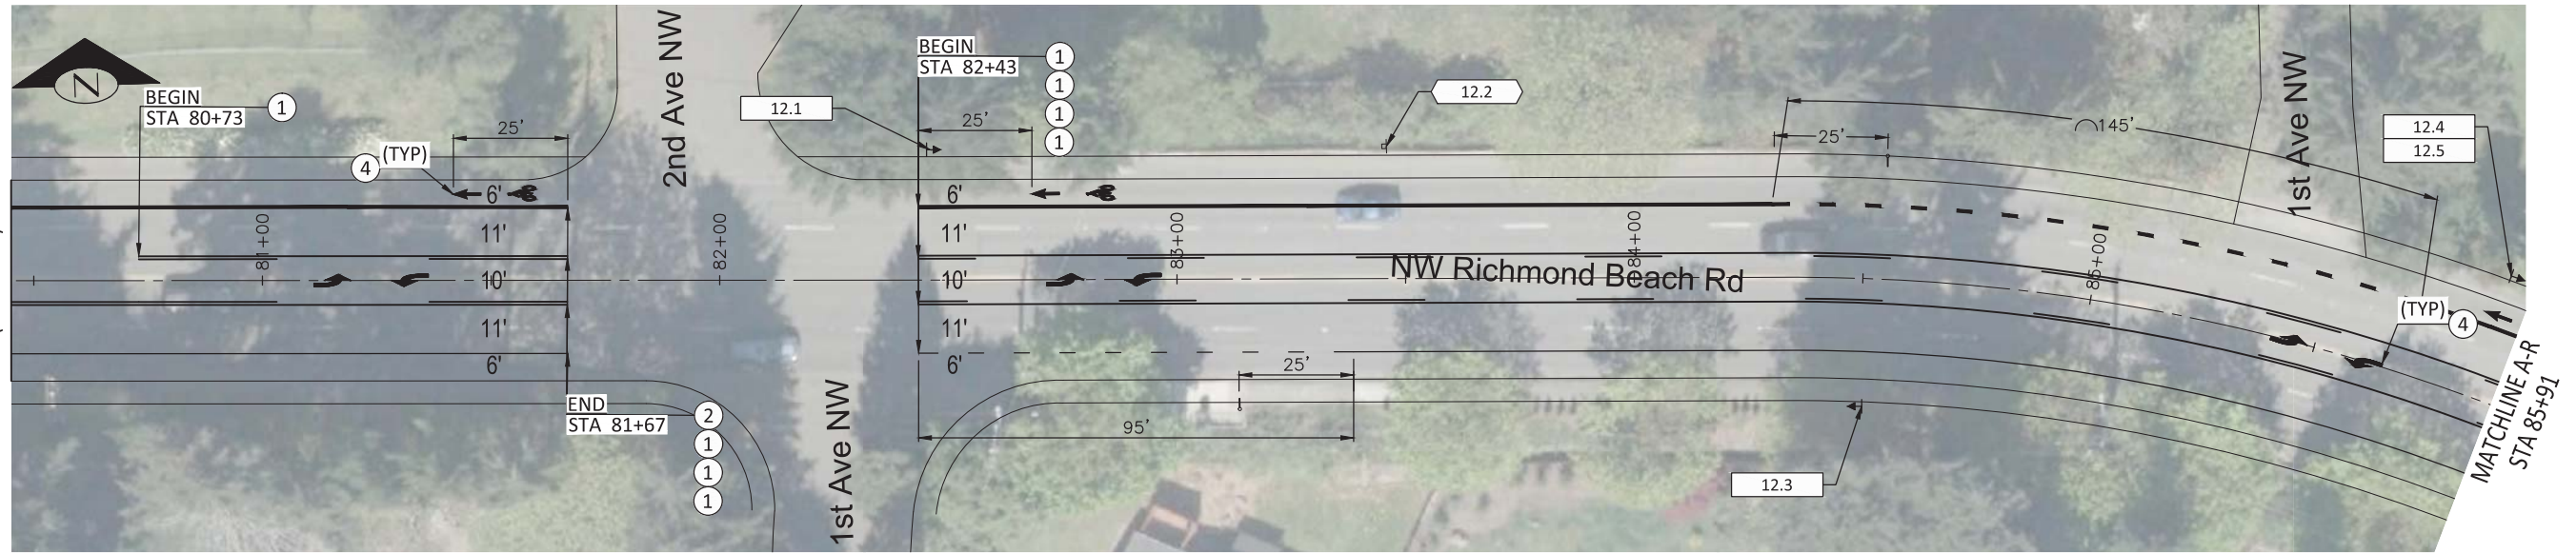 N
BEGIN
STA 80+73
1
4
(TYP)
25'
6'
11'
10'
11'
6'
81+00
END
STA 81+67
2
1
1
1
2nd Ave NW
82+00
1st Ave NW
12.1
BEGIN
STA 82+43
1
1
1
1
25'
6'
11'
10'
11'
6'
83+00
95'
25'
12.2
NW Richmond Beach Rd
84+00
12.3
25'
145'
85+00
1st Ave NW
12.4
12.5
(TYP)
4
MATCHLINE A-R
STA 85+91